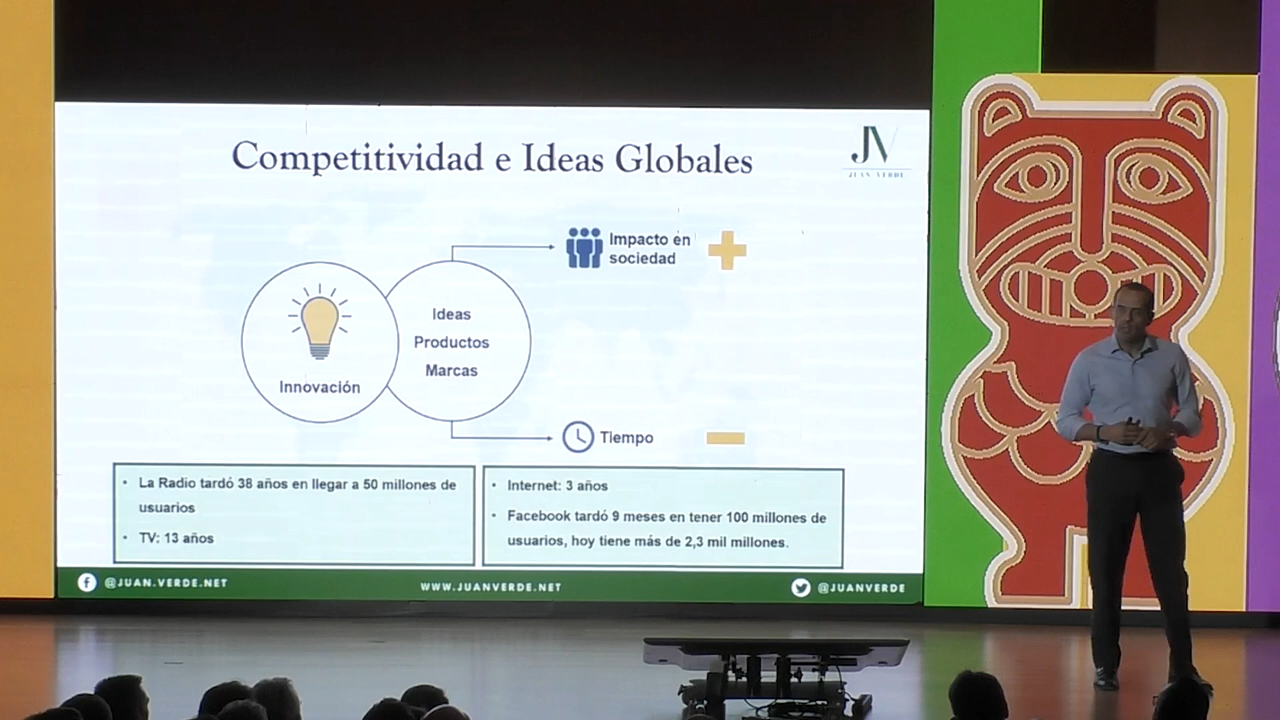 Competitividad e Ideas Globales
JV
JUAN VERDE
Impacto en
sociedad
Innovación
Ideas
Productos
Marcas
Tiempo
• La Radio tardó 38 años en llegar a 50 millones de
usuarios
• TV: 13 años
• Internet: 3 años
• Facebook tardó 9 meses en tener 100 millones de
usuarios, hoy tiene más de 2,3 mil millones.
@JUAN.VERDE.NET
WWW.JUANVERDE.NET
@JUANVERDE